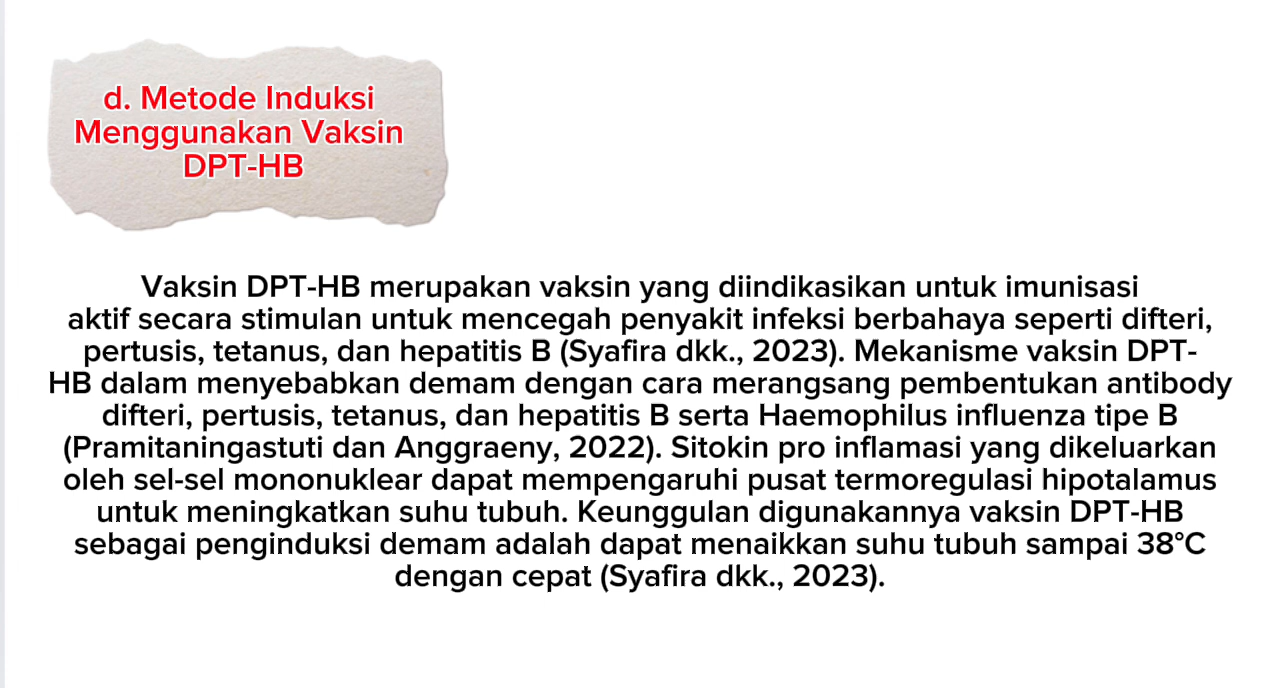 d. Metode Induksi
Menggunakan Vaksin
DPT-HB
Vaksin DPT-HB merupakan vaksin yang diindikasikan untuk imunisasi
aktif secara stimulan untuk mencegah penyakit infeksi berbahaya seperti difteri,
pertusis, tetanus, dan hepatitis B (Syafira dkk., 2023). Mekanisme vaksin DPT-
HB dalam menyebabkan demam dengan cara merangsang pembentukan antibody
difteri, pertusis, tetanus, dan hepatitis B serta Haemophilus influenza tipe B
(Pramitaningastuti dan Anggraeny, 2022). Sitokin pro inflamasi yang dikeluarkan
oleh sel-sel mononuklear dapat mempengaruhi pusat termoregulasi hipotalamus
untuk meningkatkan suhu tubuh. Keunggulan digunakannya vaksin DPT-HB
sebagai penginduksi demam adalah dapat menaikkan suhu tubuh sampai 38°C
dengan cepat (Syafira dkk., 2023).